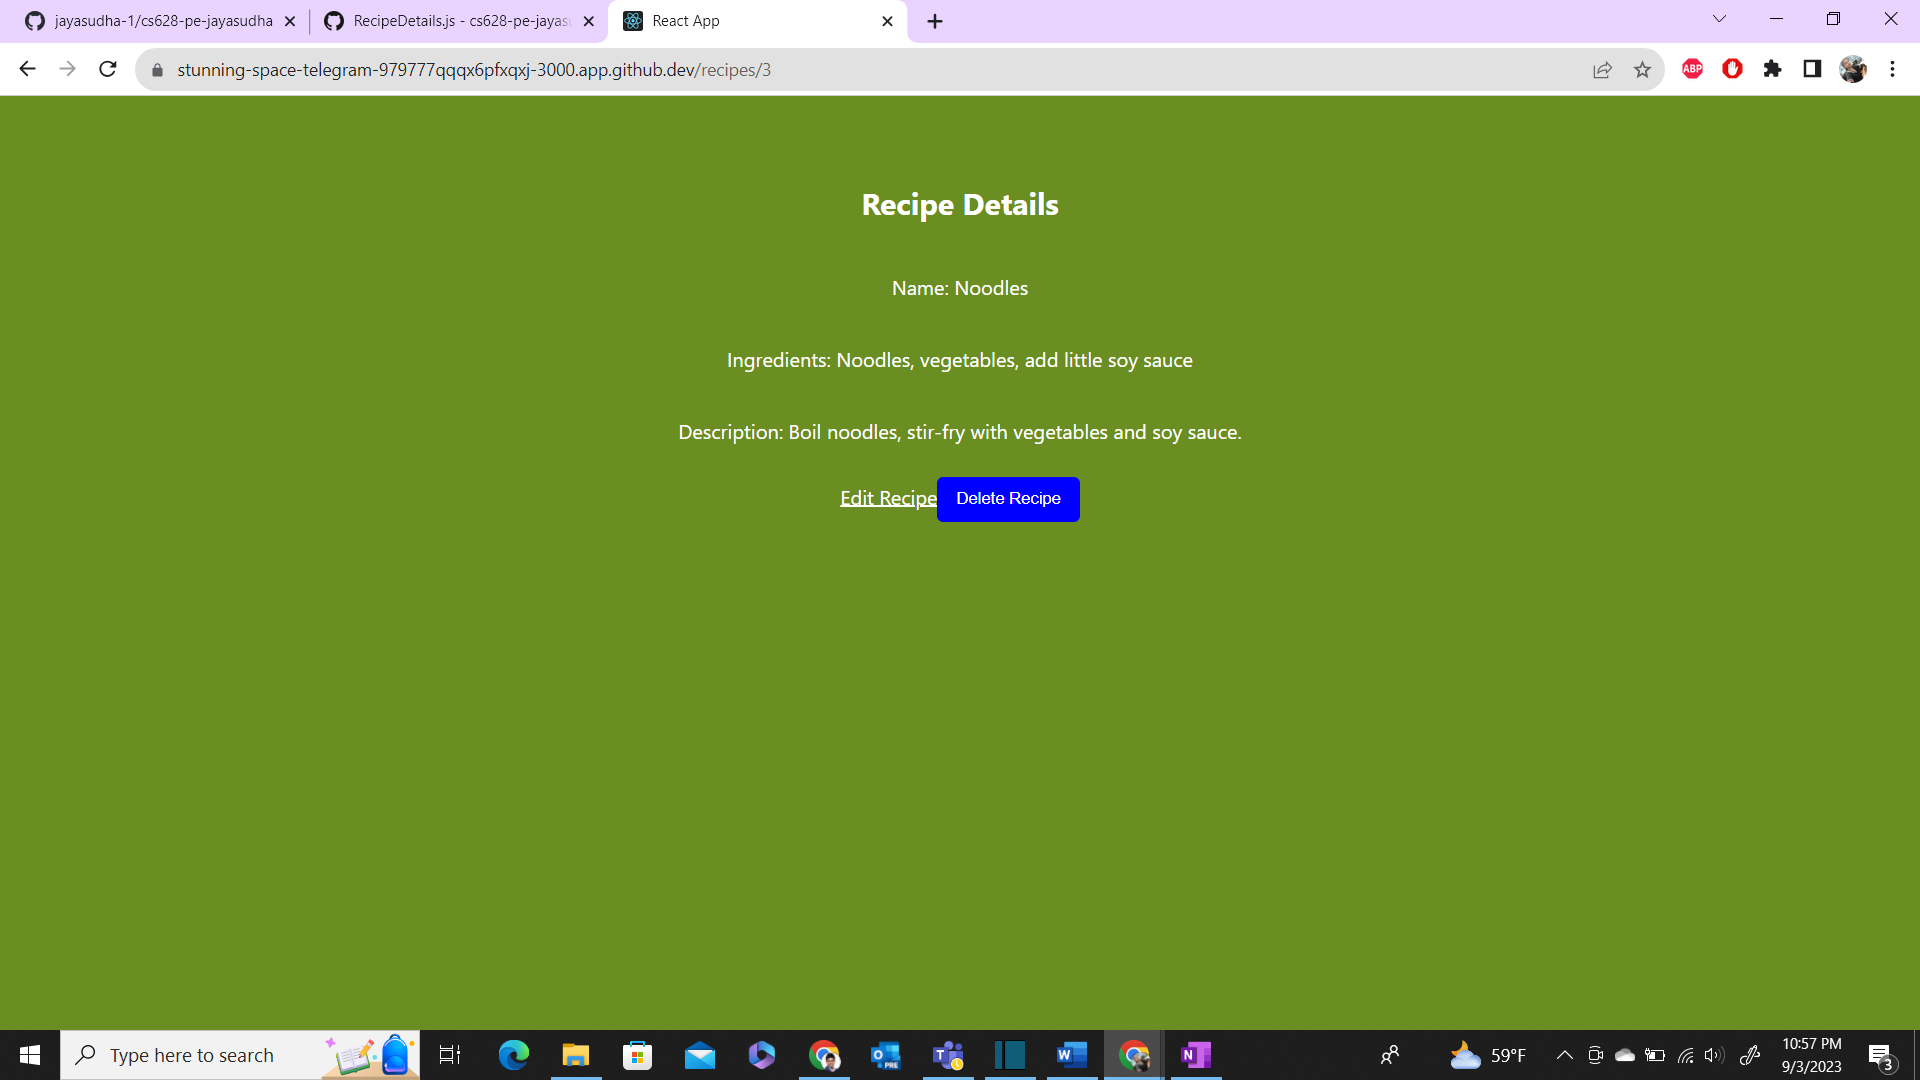 jayasudha-1/cs628-pe-jayasudha
RecipeDetails.js - cs628-pe-jayas
React App
stunning-space-telegram-979777qqqx6pfxqxj-3000.app.github.dev/recipes/3
ABP
Recipe Details
Name: Noodles
Ingredients: Noodles, vegetables, add little soy sauce
Description: Boil noodles, stir-fry with vegetables and soy sauce.
Edit Recipe Delete Recipe
Type here to search
59°F
10:57 PM
9/3/2023
3